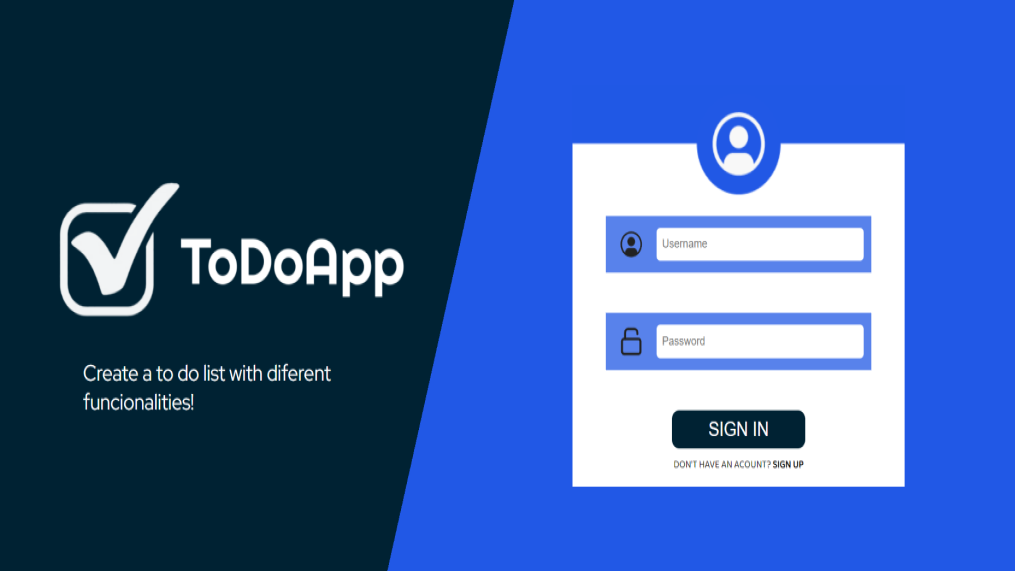 ToDoApp
Create a to do list with diferent
funcionalities!
Username
Password
SIGN IN
DON'T HAVE AN ACOUNT? SIGN UP